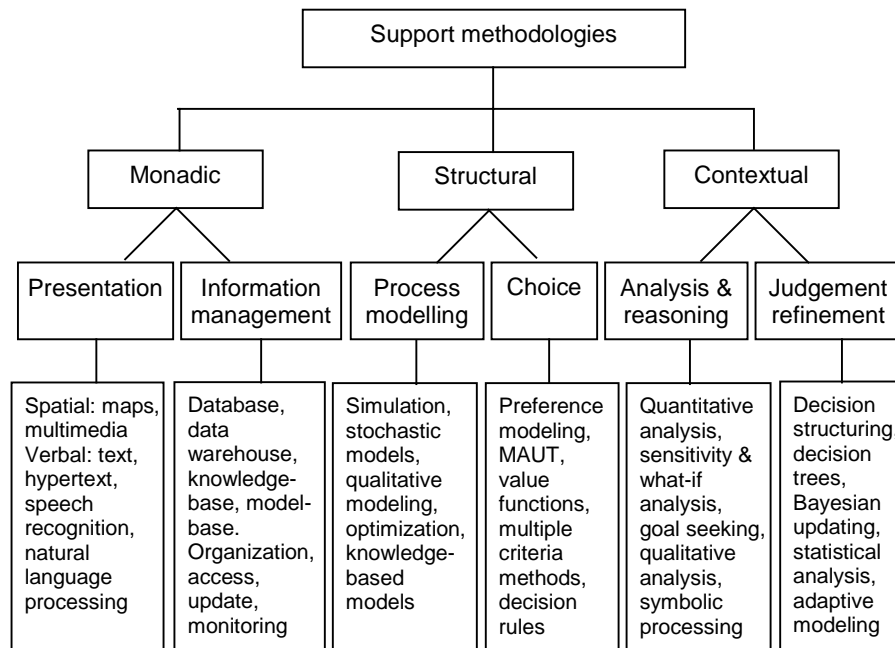 Support methodologies
Monadic
Structural
Contextual
Presentation
Information
management
Process
modelling
Choice
Analysis &
reasoning
Judgement
refinement
Spatial: maps,
multimedia
Verbal: text,
hypertext,
speech
recognition,
natural
language
processing
Database,
data
warehouse,
knowledge-
base, model-
base.
Organization,
access,
update,
monitoring
Simulation,
stochastic
models,
qualitative
modeling,
optimization,
knowledge-
based
models
Preference
modeling,
MAUT,
value
functions,
multiple
criteria
methods,
decision
rules
Quantitative
analysis,
sensitivity &
what-if
analysis,
goal seeking,
qualitative
analysis,
symbolic
processing
Decision
structuring,
decision
trees,
Bayesian
updating,
statistical
analysis,
adaptive
modeling